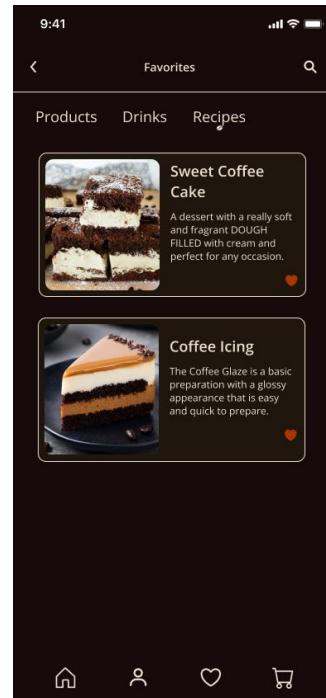 9:41
Favorites
Products Drinks Recipes
Sweet Coffee
Cake
A dessert with a really soft
and fragrant DOUGH
FILLED with cream and
perfect for any occasion.
Coffee Icing
The Coffee Glaze is a basic
preparation with a glossy
appearance that is easy
and quick to prepare.